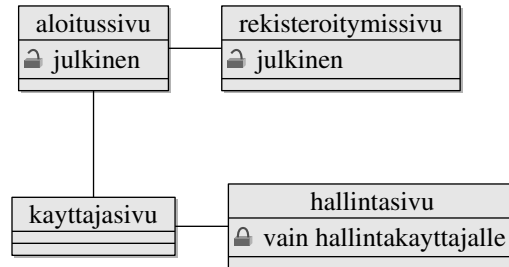 aloitussivu
julkinen
rekisteroitymissivu
julkinen
kayttajasivu
hallintasivu
vain hallintakayttajalle